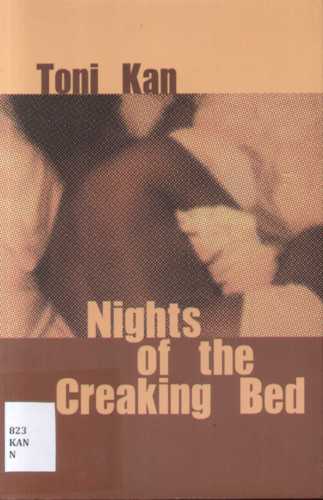 Toni Kan
Nights
of the
Creaking Bed
823
KAN
N